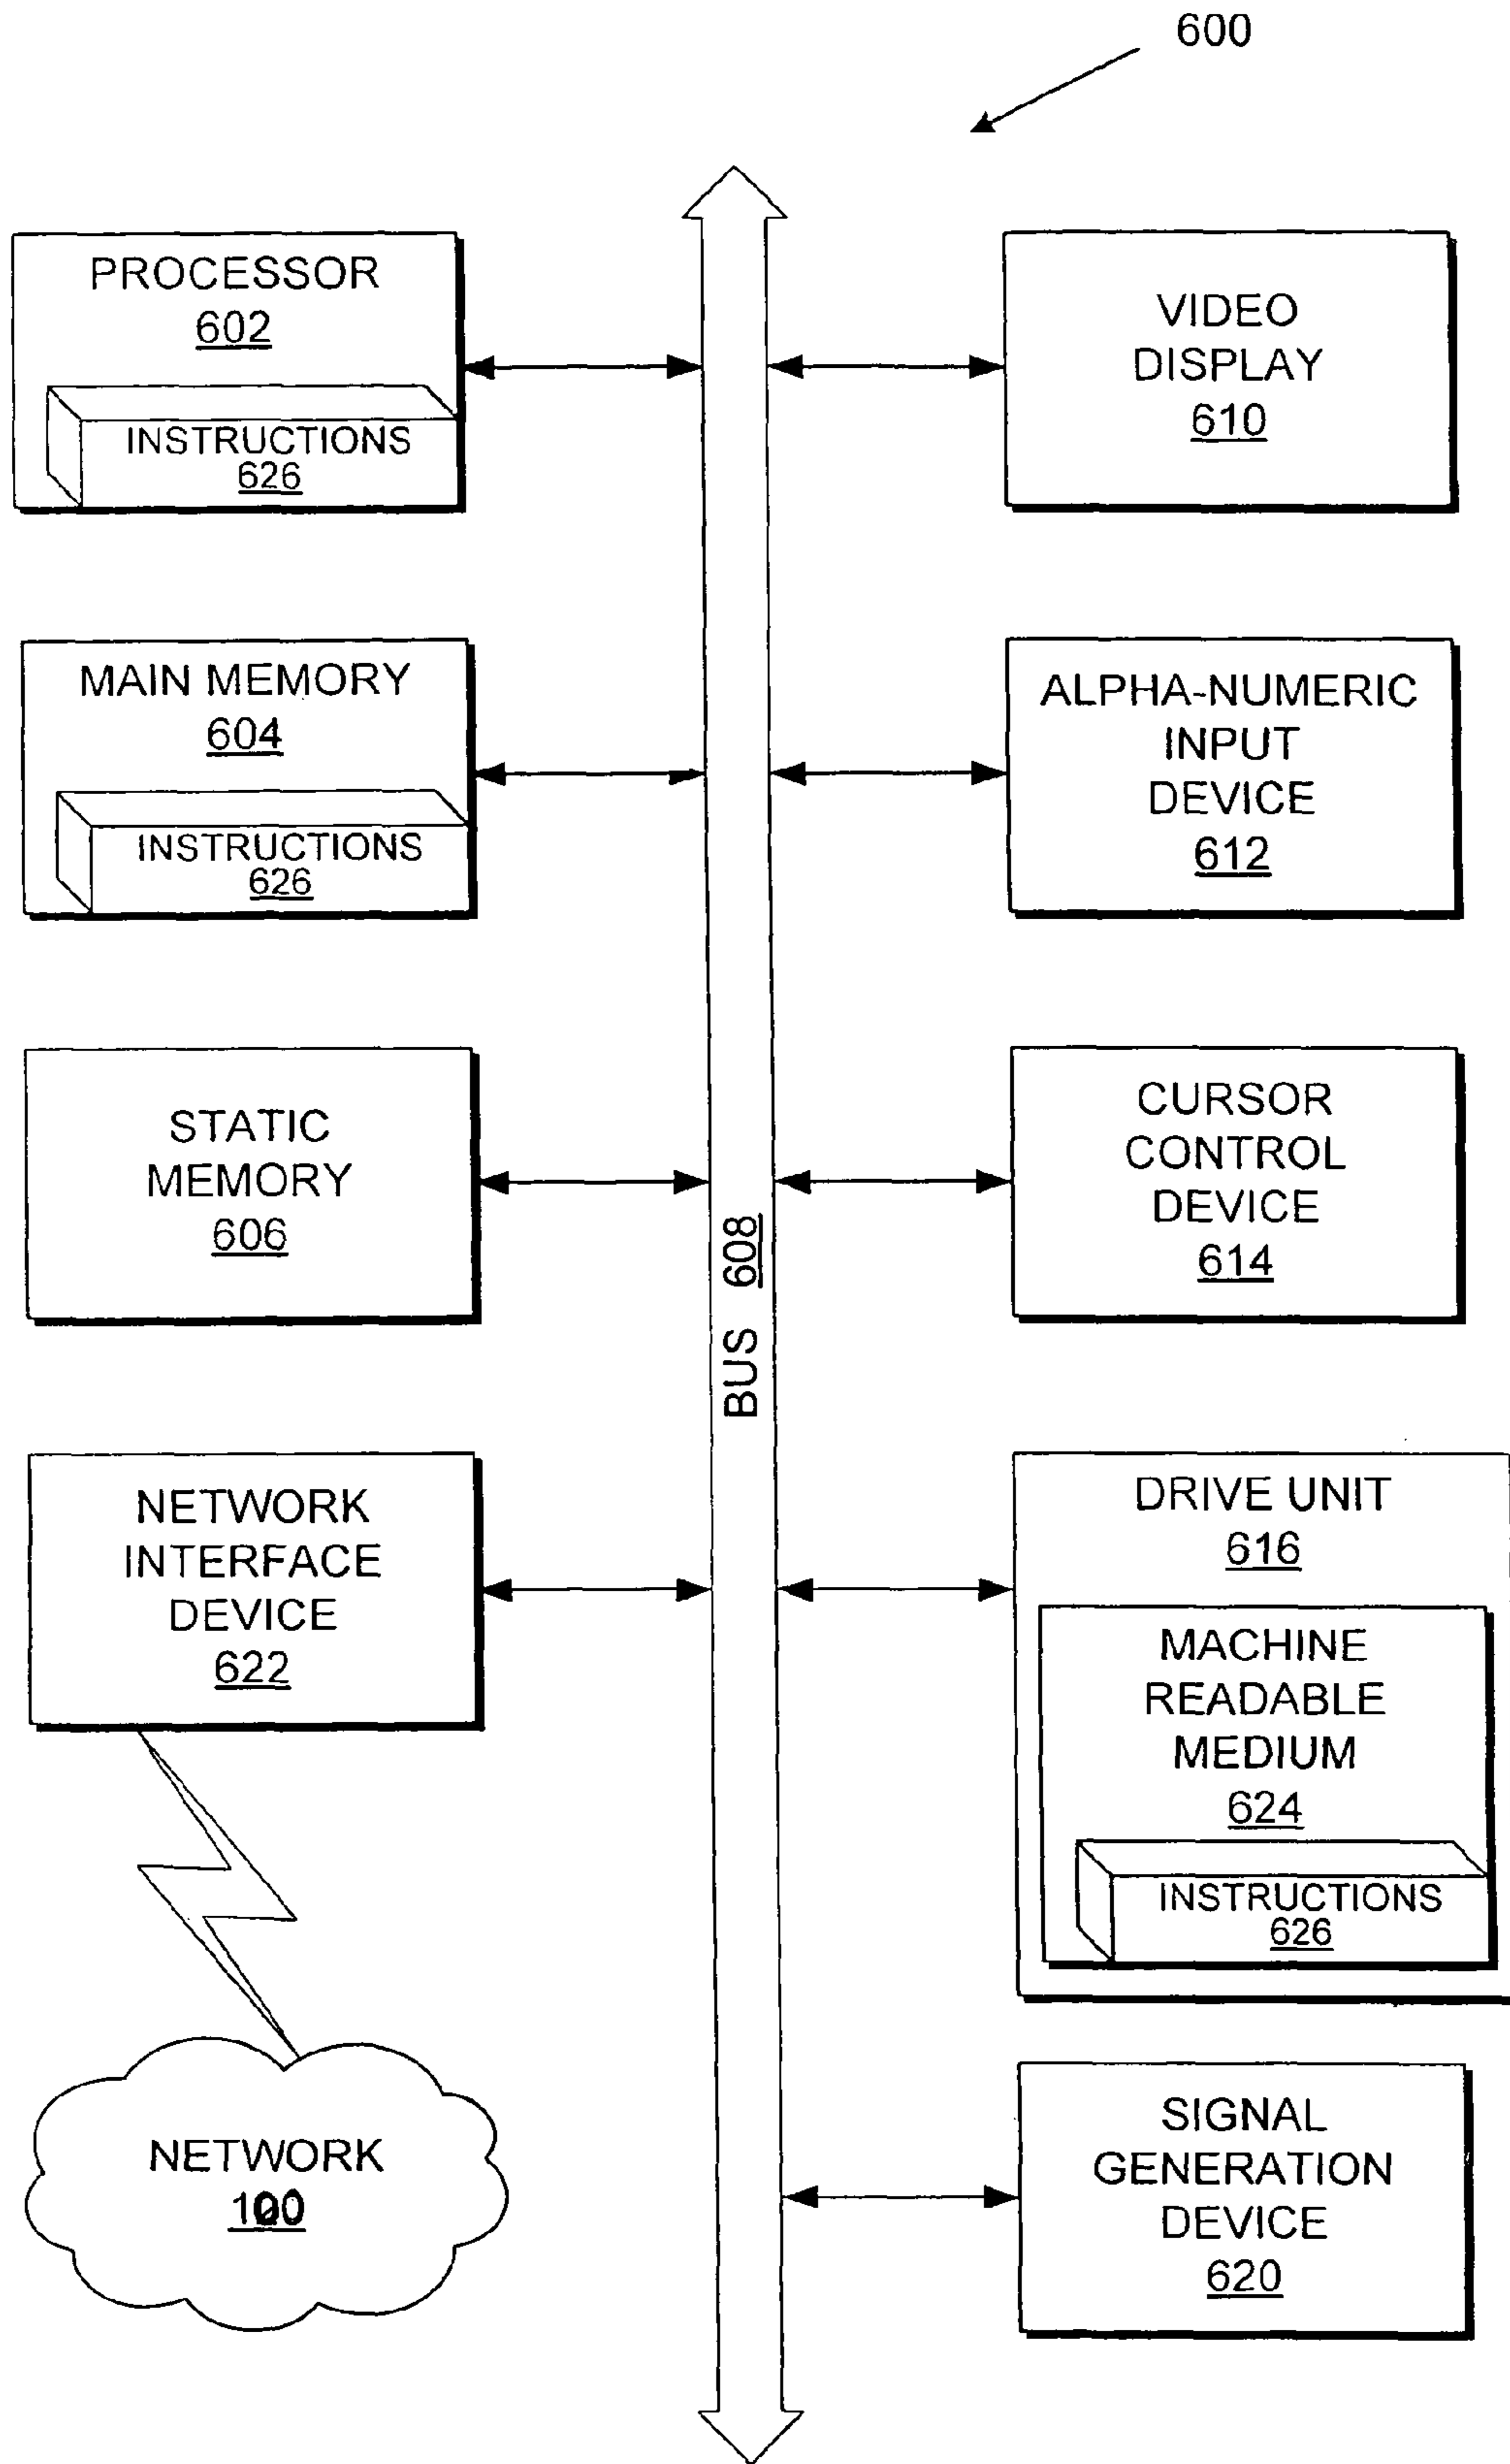 600
PROCESSOR
602
INSTRUCTIONS
626
VIDEO
DISPLAY
610
MAIN MEMORY
604
INSTRUCTIONS
626
ALPHA-NUMERIC
INPUT
DEVICE
612
STATIC
MEMORY
606
CURSOR
CONTROL
DEVICE
614
BUS 608
NETWORK
INTERFACE
DEVICE
622
DRIVE UNIT
616
MACHINE
READABLE
MEDIUM
624
INSTRUCTIONS
626
NETWORK
SIGNAL
GENERATION
DEVICE
620